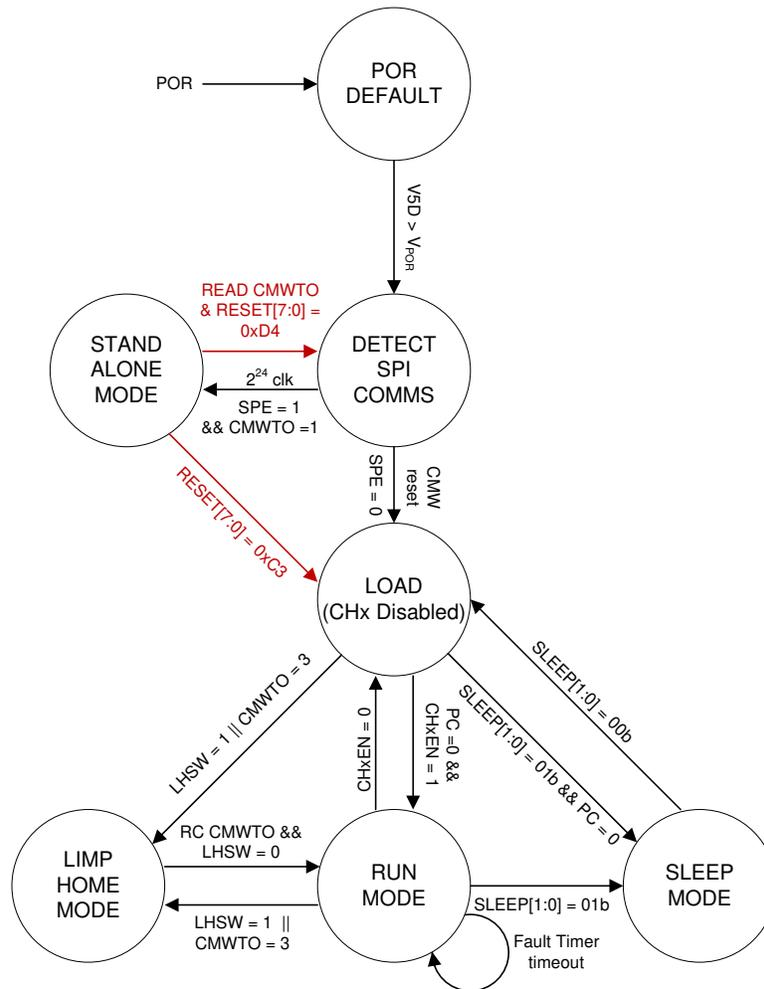 POR
DEFAULT
POR
V5D > VPOR
READ CMWTO
& RESET[7:0] =
0xD4
STAND
ALONE
MODE
DETECT
SPI
COMMS
2²⁴ clk
SPE = 1
&& CMWTO =1
CMW
reset
SPE = 0
RESET[7:0] = 0xC3
LOAD
(CHx Disabled)
LHSW = 1 || CMWTO = 3
CHxEN = 0
PC =0 &&
CHxEN = 1
SLEEP[1:0] = 01b && PC = 0
SLEEP[1:0] = 00b
LIMP
HOME
MODE
RC CMWTO &&
LHSW = 0
RUN
MODE
SLEEP
MODE
LHSW = 1 ||
CMWTO = 3
SLEEP[1:0] = 01b
Fault Timer
timeout